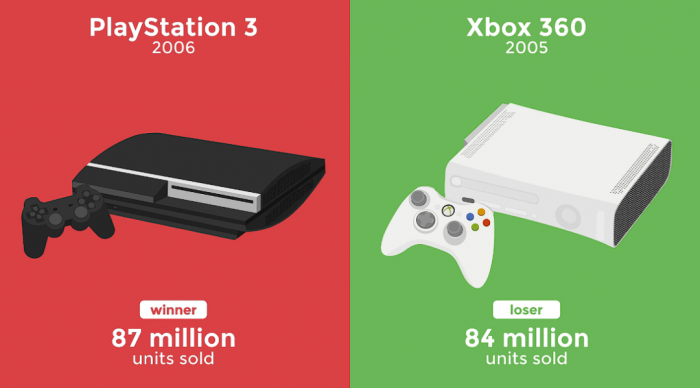 PlayStation 3
2006
winner
87 million
units sold
Xbox 360
2005
loser
84 million
units sold